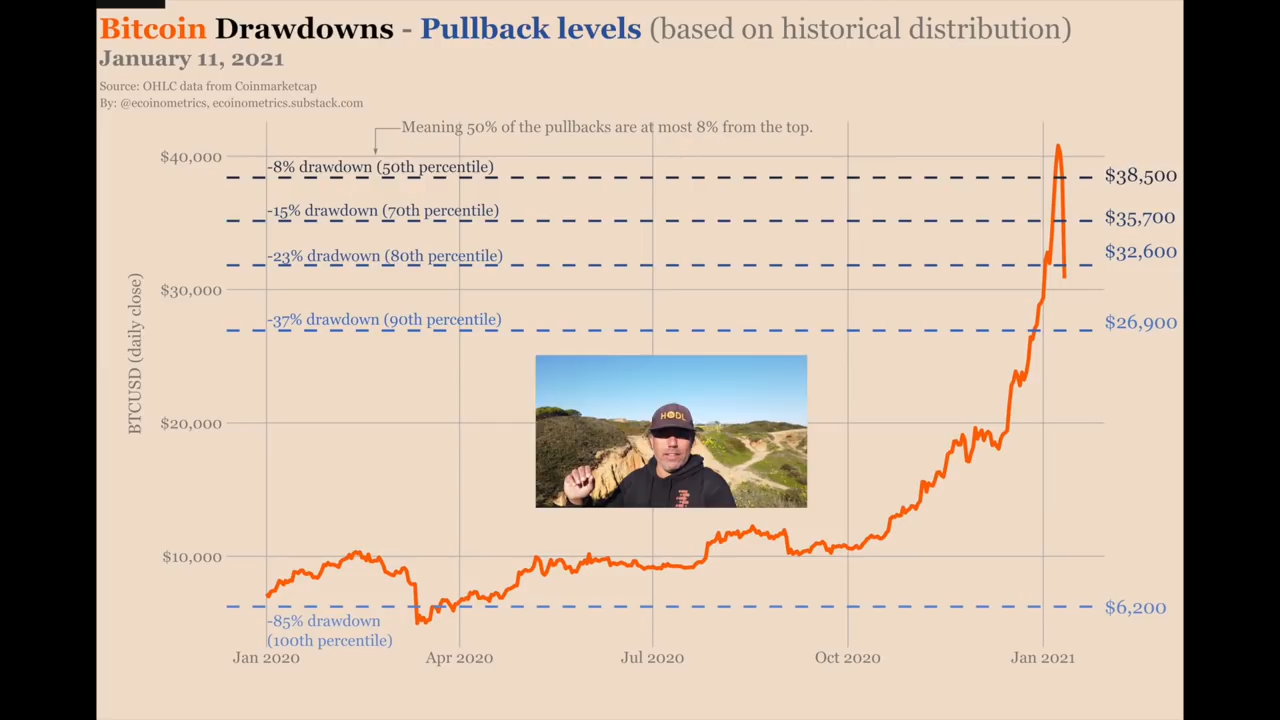 Bitcoin Drawdowns - Pullback levels (based on historical distribution)
January 11, 2021
Source: OHLC data from Coinmarketcap
By: @ecoinometrics, ecoinometrics.substack.com
Meaning 50% of the pullbacks are at most 8% from the top.
$40,000
-8% drawdown (50th percentile)
$38,500
-15% drawdown (70th percentile)
$35,700
-23% dradwown (80th percentile)
$32,600
$30,000
-37% drawdown (90th percentile)
$26,900
BTCUSD (daily close)
HODL
$20,000
$10,000
$6,200
-85% drawdown
(100th percentile)
Jan 2020
Apr 2020
Jul 2020
Oct 2020
Jan 2021